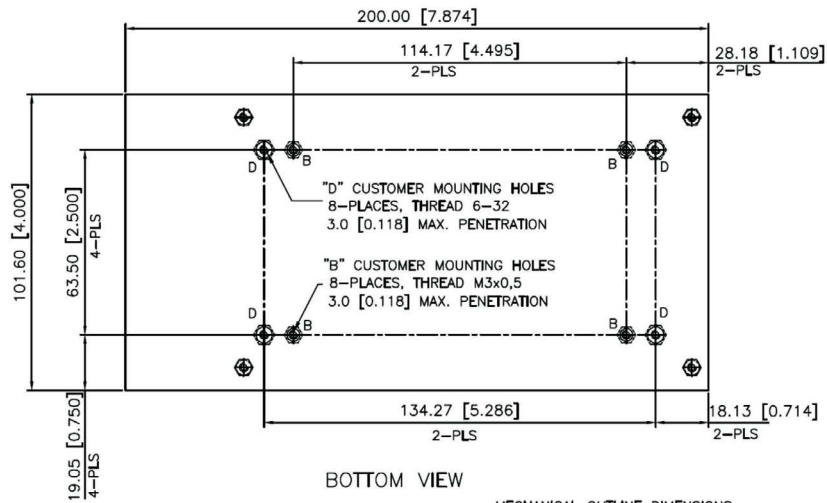 200.00 [7.874]
114.17 [4.495]
2-PLS
28.18 [1.109]
2-PLS
101.60 [4.000]
63.50 [2.500]
4-PLS
D
B
B
D
"D" CUSTOMER MOUNTING HOLES
8-PLACES, THREAD 6-32
3.0 [0.118] MAX. PENETRATION
"B" CUSTOMER MOUNTING HOLES
8-PLACES, THREAD M3x0,5
3.0 [0.118] MAX. PENETRATION
D
B
B
D
19.05 [0.750]
4-PLS
134.27 [5.286]
2-PLS
18.13 [0.714]
2-PLS
BOTTOM VIEW
MECHANICAL OUTLINE DIMENSIONS